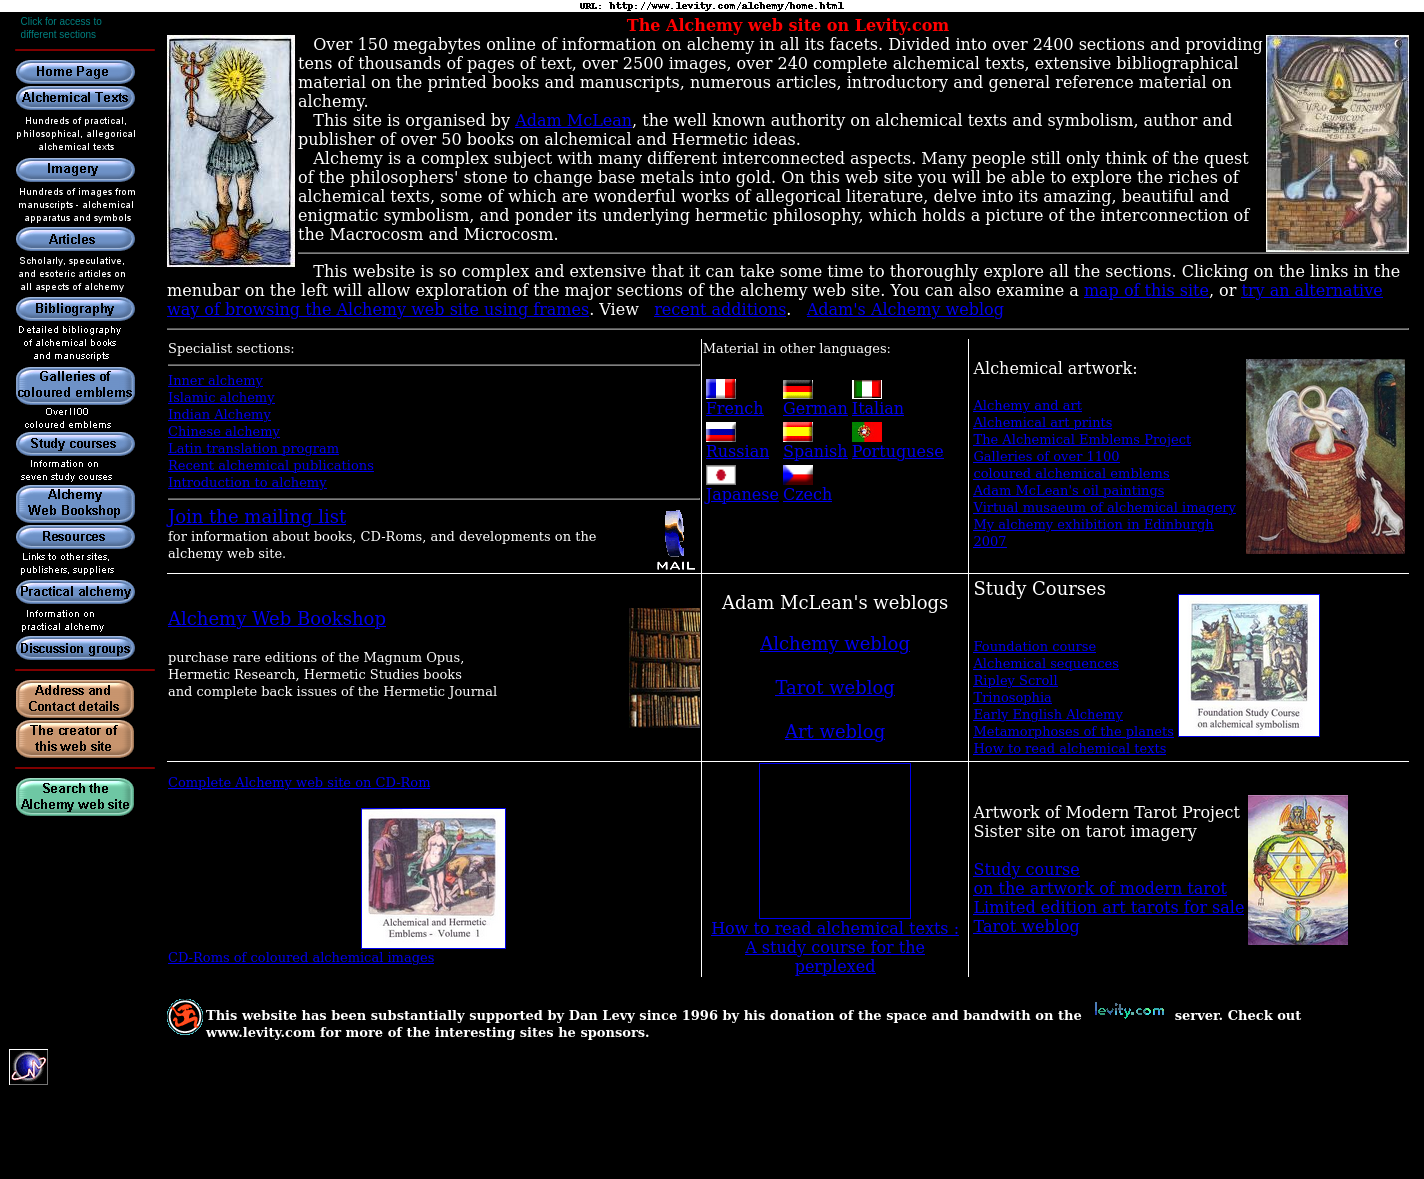 URL: http://www.levity.com/alchemy/home.html
Click for access to
different sections
Home Page
Alchemical Texts
Hundreds of practical,
philosophical, allegorical
alchemical texts
Imagery
Hundreds of images from
manuscripts - alchemical
apparatus and symbols
Articles
Scholarly, speculative,
and esoteric articles on
all aspects of alchemy
Bibliography
Detailed bibliography
of alchemical books
and manuscripts
Galleries of
coloured emblems
Over 1100
coloured emblems
Study courses
Information on
seven study courses
Alchemy
Web Bookshop
Resources
Links to other sites,
publishers, suppliers
Practical alchemy
Information on
practical alchemy
Discussion groups
Address and
Contact details
The creator of
this web site
Search the
Alchemy web site
The Alchemy web site on Levity.com
Over 150 megabytes online of information on alchemy in all its facets. Divided into over 2400 sections and providing
tens of thousands of pages of text, over 2500 images, over 240 complete alchemical texts, extensive bibliographical
material on the printed books and manuscripts, numerous articles, introductory and general reference material on
alchemy.
This site is organised by Adam McLean, the well known authority on alchemical texts and symbolism, author and
publisher of over 50 books on alchemical and Hermetic ideas.
Alchemy is a complex subject with many different interconnected aspects. Many people still only think of the quest
of the philosophers' stone to change base metals into gold. On this web site you will be able to explore the riches of
alchemical texts, some of which are wonderful works of allegorical literature, delve into its amazing, beautiful and
enigmatic symbolism, and ponder its underlying hermetic philosophy, which holds a picture of the interconnection of
the Macrocosm and Microcosm.
This website is so complex and extensive that it can take some time to thoroughly explore all the sections. Clicking on the links in the
menubar on the left will allow exploration of the major sections of the alchemy web site. You can also examine a map of this site, or try an alternative
way of browsing the Alchemy web site using frames. View recent additions. Adam's Alchemy weblog
Specialist sections:
Inner alchemy
Islamic alchemy
Indian Alchemy
Chinese alchemy
Latin translation program
Recent alchemical publications
Introduction to alchemy
Join the mailing list
for information about books, CD-Roms, and developments on the
alchemy web site.
MAIL
Material in other languages:
French German Italian
Russian Spanish Portuguese
Japanese Czech
Alchemical artwork:
Alchemy and art
Alchemical art prints
The Alchemical Emblems Project
Galleries of over 1100
coloured alchemical emblems
Adam McLean's oil paintings
Virtual musaeum of alchemical imagery
My alchemy exhibition in Edinburgh
2007
Alchemy Web Bookshop
purchase rare editions of the Magnum Opus,
Hermetic Research, Hermetic Studies books
and complete back issues of the Hermetic Journal
Adam McLean's weblogs
Alchemy weblog
Tarot weblog
Art weblog
Study Courses
Foundation course
Alchemical sequences
Ripley Scroll
Trinosophia
Early English Alchemy
Metamorphoses of the planets
How to read alchemical texts
Foundation Study Course
on alchemical symbolism
Complete Alchemy web site on CD-Rom
Alchemical and Hermetic
Emblems - Volume 1
CD-Roms of coloured alchemical images
How to read alchemical texts :
A study course for the
perplexed
Artwork of Modern Tarot Project
Sister site on tarot imagery
Study course
on the artwork of modern tarot
Limited edition art tarots for sale
Tarot weblog
This website has been substantially supported by Dan Levy since 1996 by his donation of the space and bandwith on the levity.com server. Check out
www.levity.com for more of the interesting sites he sponsors.